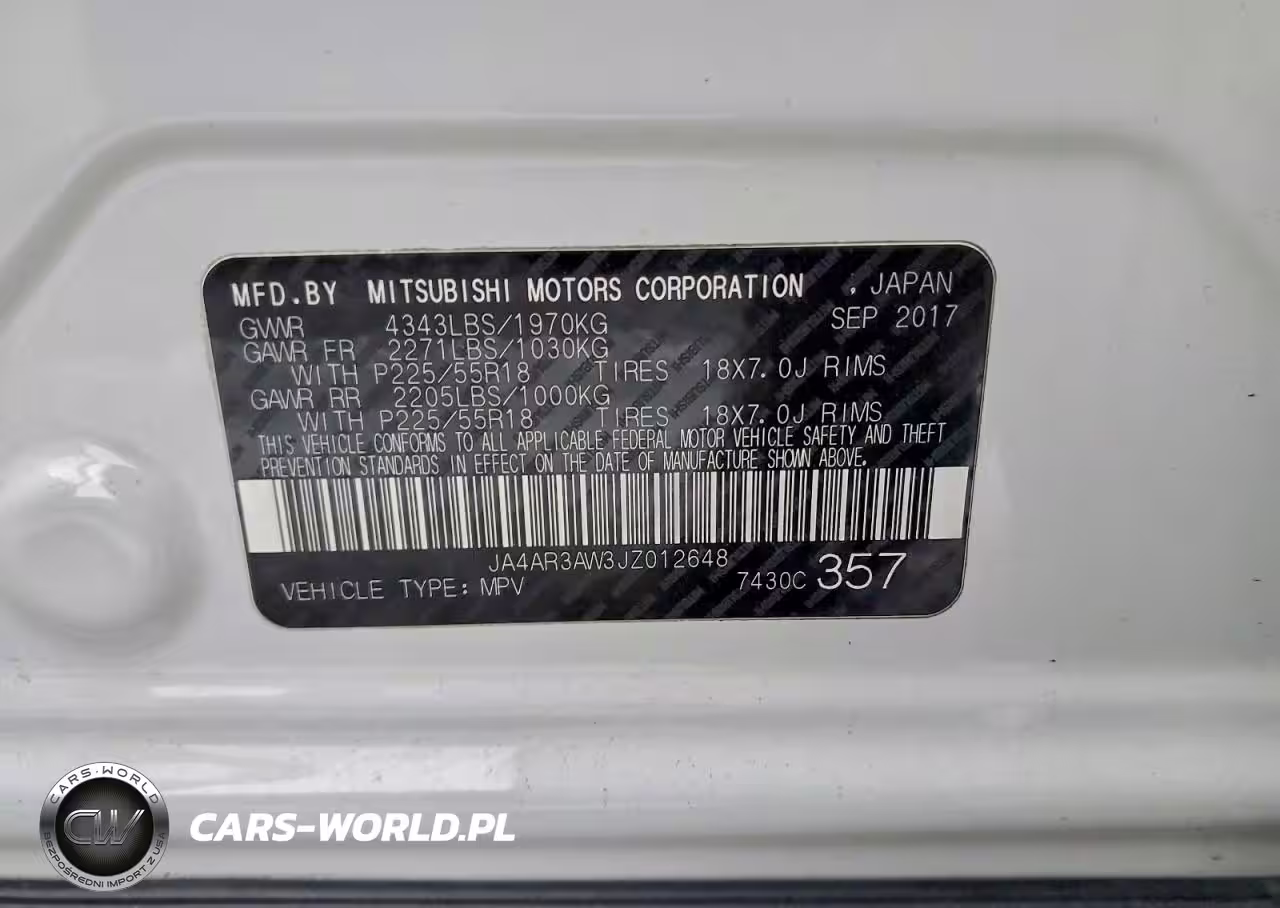 MFD.BY MITSUBISHI MOTORS CORPORATION , JAPAN
GVWR 4343LBS/1970KG SEP 2017
GAWR FR 2271LBS/1030KG
WITH P225/55R18 TIRES 18X7.0J RIMS
GAWR RR 2205LBS/1000KG
WITH P225/55R18 TIRES 18X7.0J RIMS
THIS VEHICLE CONFORMS TO ALL APPLICABLE FEDERAL MOTOR VEHICLE SAFETY AND THEFT
PREVENTION STANDARDS IN EFFECT ON THE DATE OF MANUFACTURE SHOWN ABOVE.
JA4AR3AW3JZ012648
VEHICLE TYPE: MPV 7430C 357
CARS-WORLD
CW
BEZPOŚREDNI IMPORT Z USA
CARS-WORLD.PL